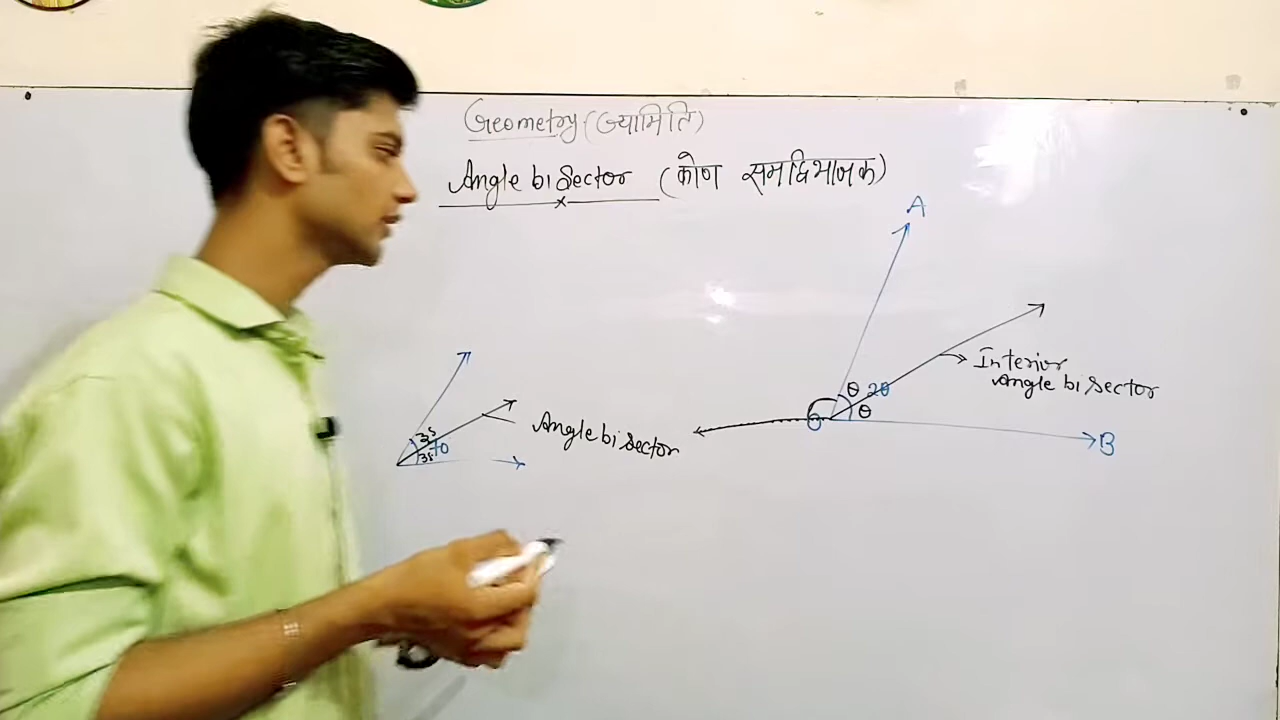 Geometry (ज्यामिति)
Angle bisector (कोण समद्विभाजक)
A
Interior
Angle bisector
θ 2θ
θ
O
B
Angle bisector
35
70
35